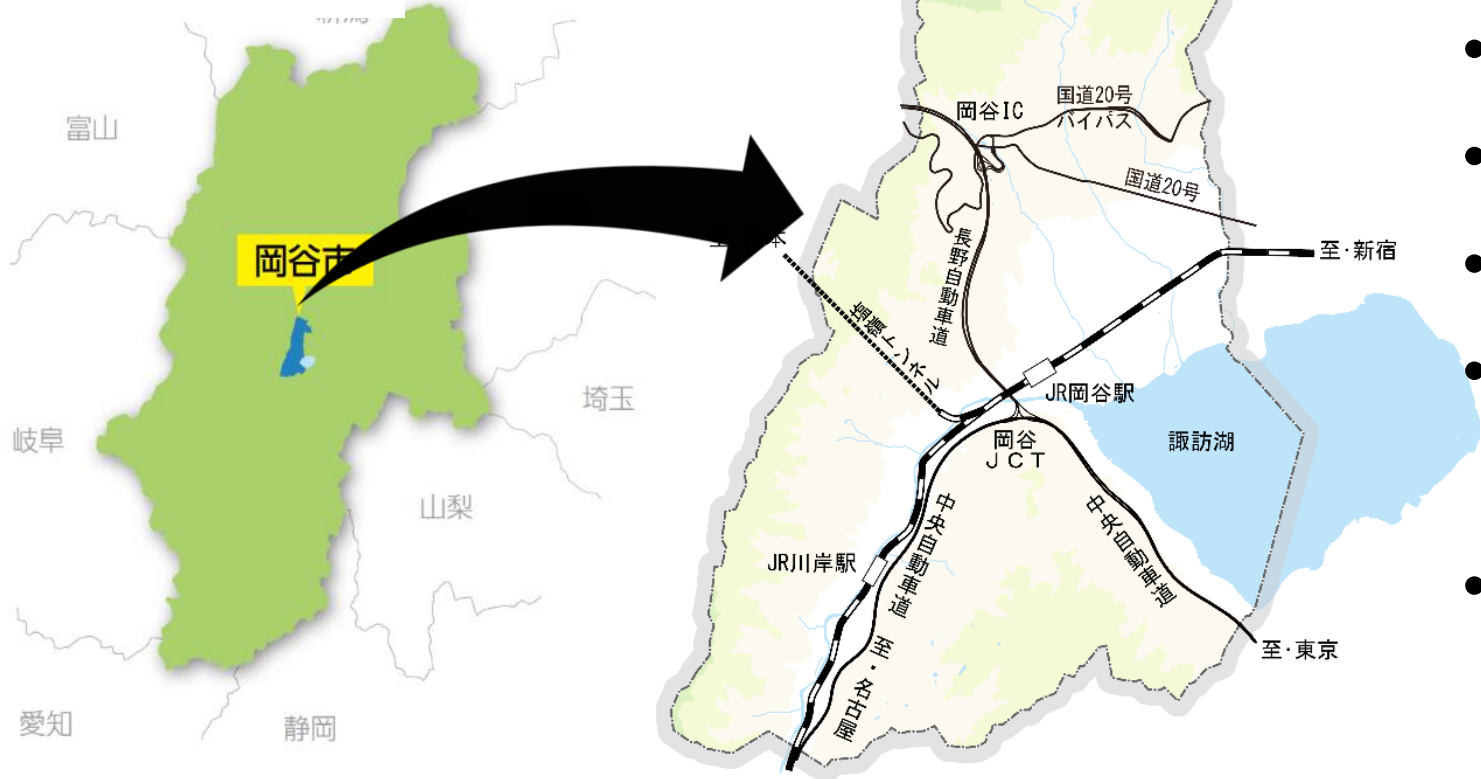 富山
岡谷市
岐阜
埼玉
山梨
愛知
静岡
岡谷IC
国道20号
バイパス
国道20号
至・新宿
長野自動車道
塩嶺トンネル
JR岡谷駅
岡谷
JCT
諏訪湖
中央自動車道
中央自動車道
JR川岸駅
至・名古屋
至・東京